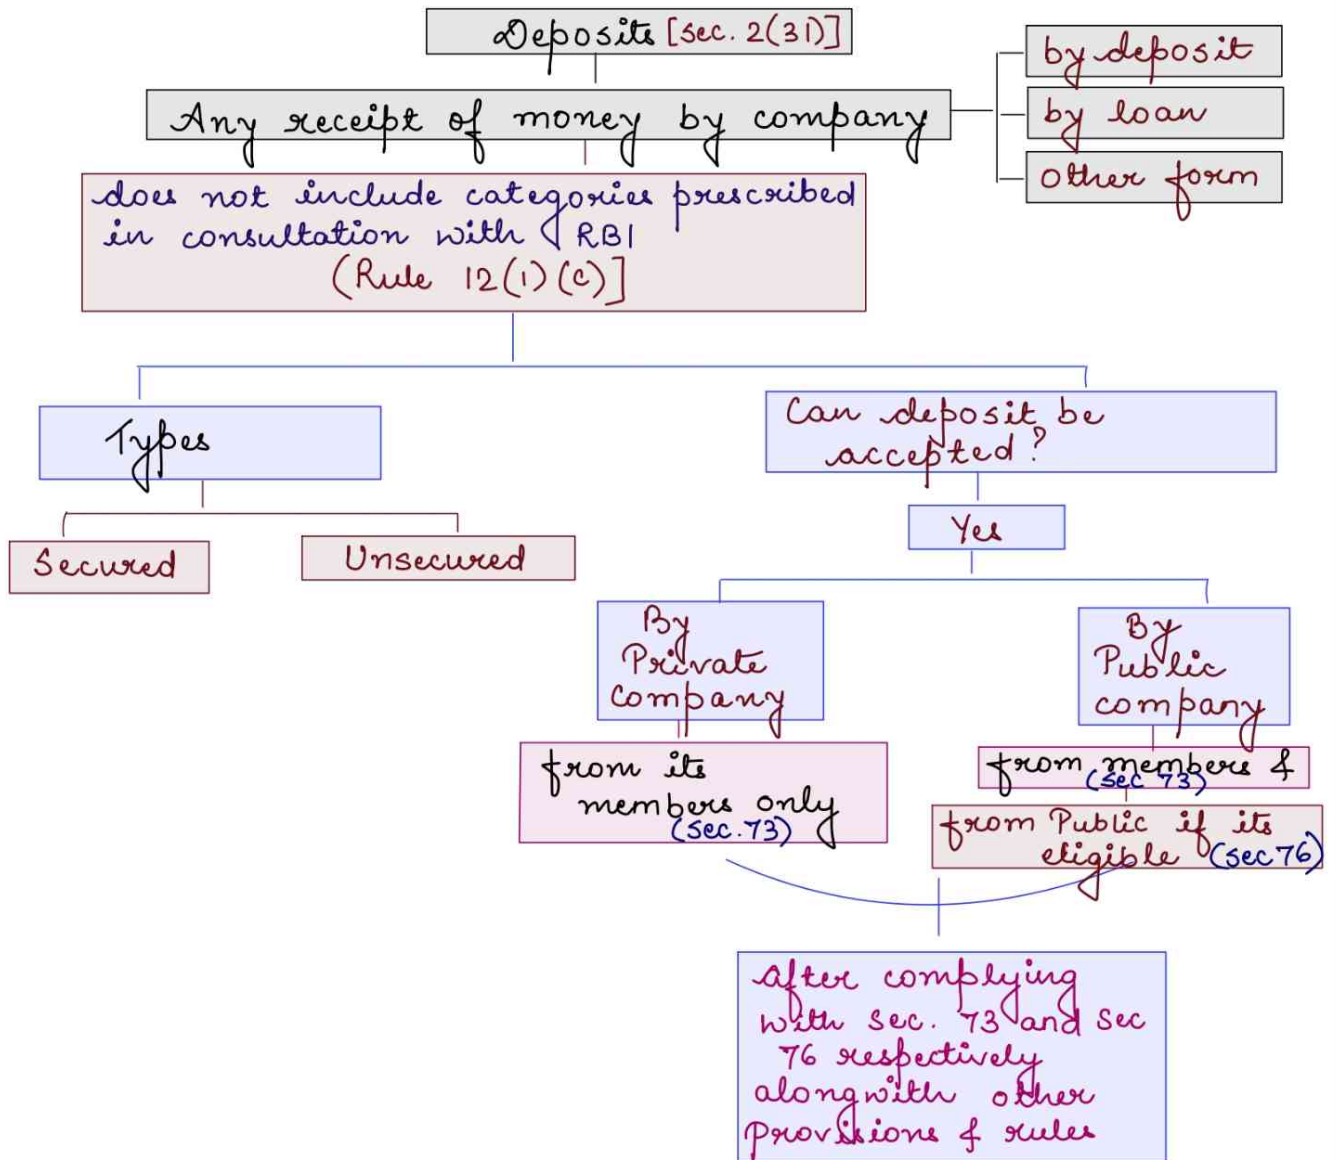 Deposits [sec. 2(31)]
Any receipt of money by company
by deposit
by loan
other form
does not include categories prescribed
in consultation with RBI
(Rule 12(1)(c)]
Types
Secured
Unsecured
Can deposit be
accepted?
Yes
By
Private
company
from its
members only
(sec. 73)
By
Public
company
from members &
(sec 73)
from Public if its
eligible (sec 76)
After complying
with sec. 73 and sec
76 respectively
alongwith other
provisions & rules